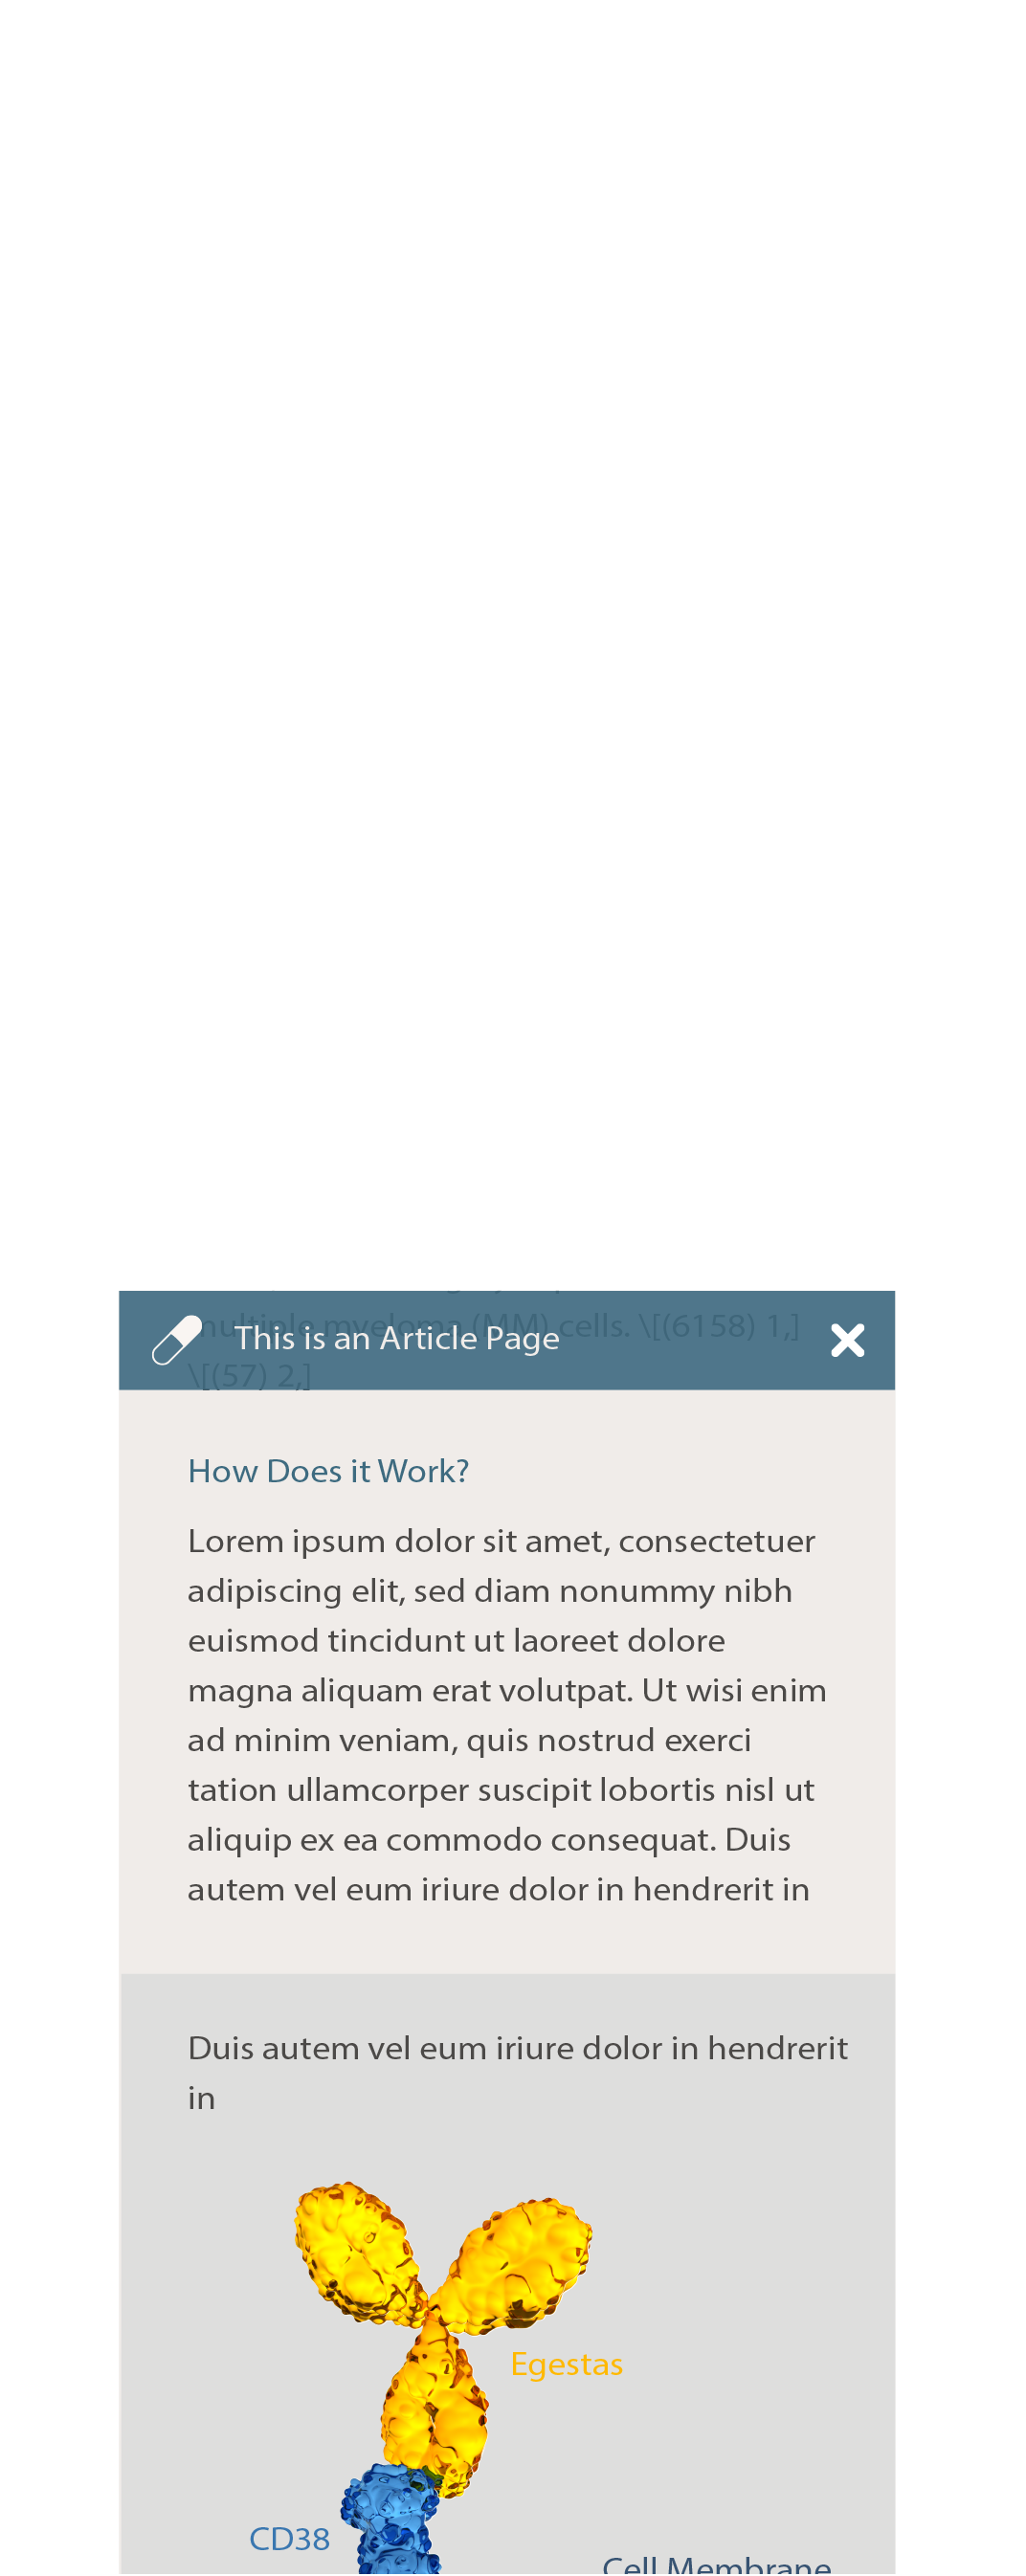 multiple myeloma (MM) cells. \[(6158) 1,]
This is an Article Page
\[(57) 2,]
How Does it Work?
Lorem ipsum dolor sit amet, consectetuer
adipiscing elit, sed diam nonummy nibh
euismod tincidunt ut laoreet dolore
magna aliquam erat volutpat. Ut wisi enim
ad minim veniam, quis nostrud exerci
tation ullamcorper suscipit lobortis nisl ut
aliquip ex ea commodo consequat. Duis
autem vel eum iriure dolor in hendrerit in
Duis autem vel eum iriure dolor in hendrerit
in
Egestas
CD38
Cell Membrane